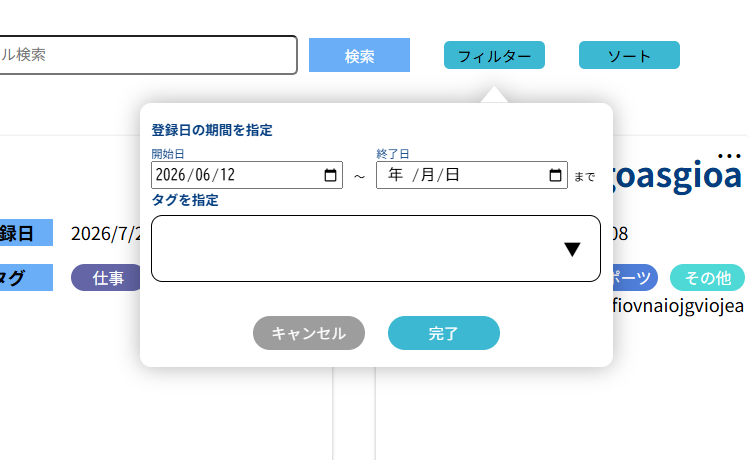 ル検索
検索
フィルター
ソート
登録日の期間を指定
開始日
終了日
2026/06/12
～
年 /月/日
まで
タグを指定
キャンセル
完了
...
goasgioa
録日
2026/7/2
08
タグ
仕事
ポーツ
その他
fiovnaiojgviojea